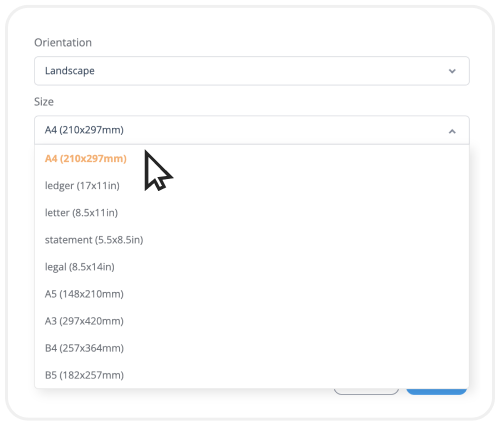 Orientation
Landscape
Size
A4 (210x297mm)
A4 (210x297mm)
ledger (17x11in)
letter (8.5x11in)
statement (5.5x8.5in)
legal (8.5x14in)
A5 (148x210mm)
A3 (297x420mm)
B4 (257x364mm)
B5 (182x257mm)